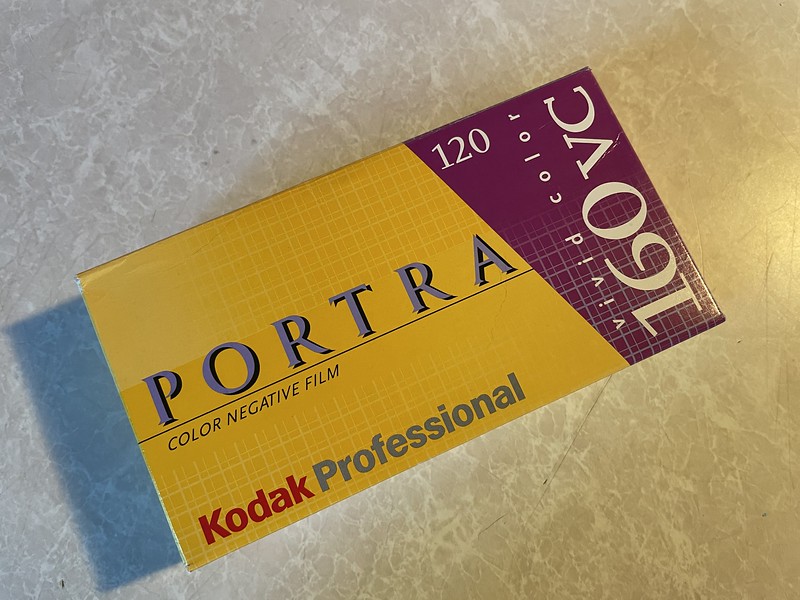 120
PORTRA
COLOR NEGATIVE FILM
Kodak Professional
vivid color
160VC